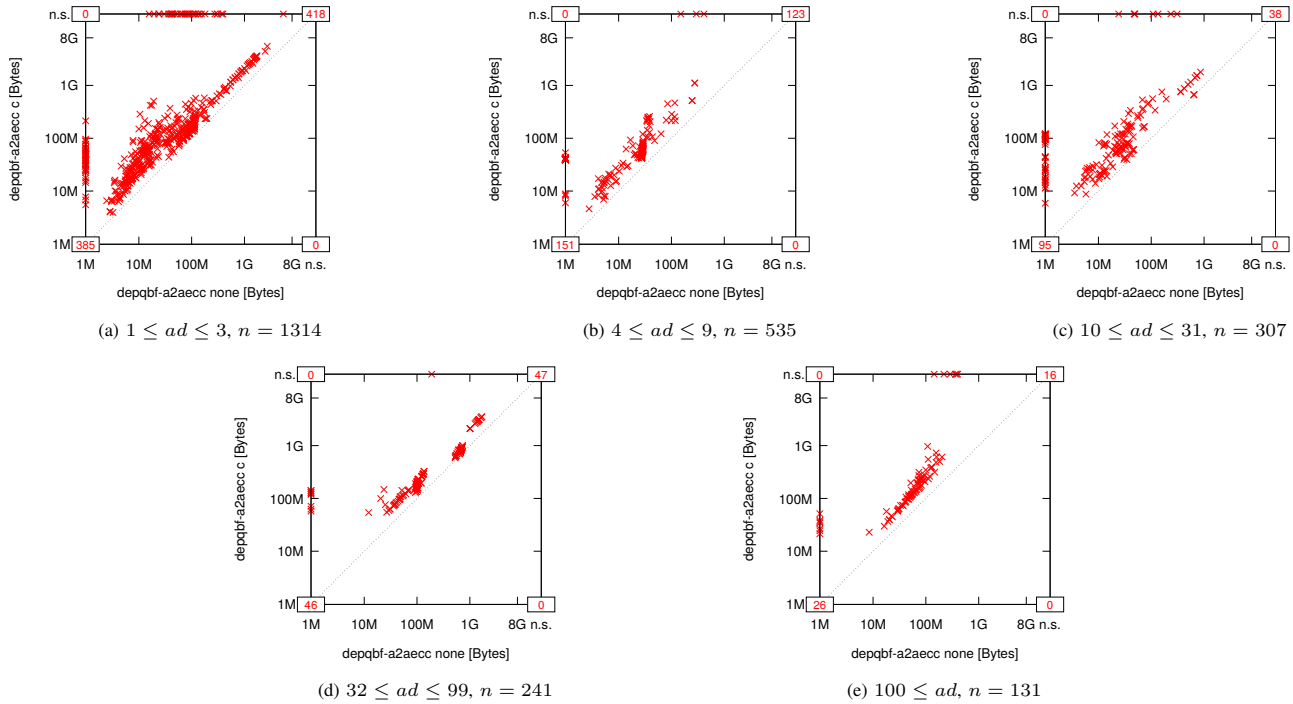 n.s.
0
418
8G
1G
100M
10M
1M
385
0
1M
10M
100M
1G
8G n.s.
depqbf-a2aecc c [Bytes]
depqbf-a2aecc none [Bytes]
(a) 1 ≤ ad ≤ 3, n = 1314
n.s.
0
123
8G
1G
100M
10M
1M
151
0
1M
10M
100M
1G
8G n.s.
depqbf-a2aecc c [Bytes]
depqbf-a2aecc none [Bytes]
(b) 4 ≤ ad ≤ 9, n = 535
n.s.
0
38
8G
1G
100M
10M
1M
95
0
1M
10M
100M
1G
8G n.s.
depqbf-a2aecc c [Bytes]
depqbf-a2aecc none [Bytes]
(c) 10 ≤ ad ≤ 31, n = 307
n.s.
0
47
8G
1G
100M
10M
1M
46
0
1M
10M
100M
1G
8G n.s.
depqbf-a2aecc c [Bytes]
depqbf-a2aecc none [Bytes]
(d) 32 ≤ ad ≤ 99, n = 241
n.s.
0
16
8G
1G
100M
10M
1M
26
0
1M
10M
100M
1G
8G n.s.
depqbf-a2aecc c [Bytes]
depqbf-a2aecc none [Bytes]
(e) 100 ≤ ad, n = 131